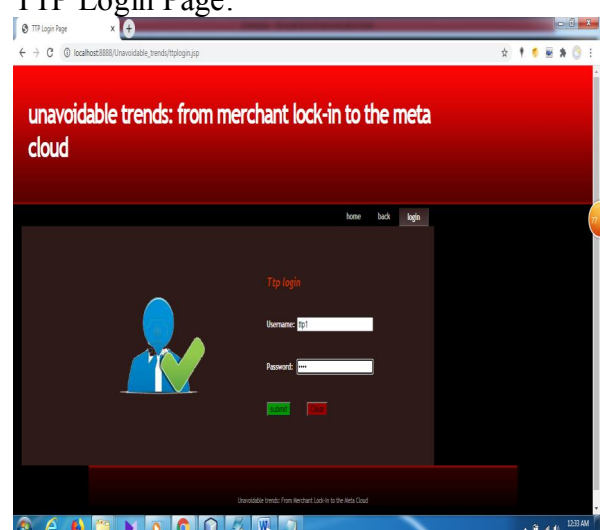 TTP Login Page:
TTP Login Page
localhost:8888/Unavoidable_trends/ttplogin.jsp
unavoidable trends: from merchant lock-in to the meta
cloud
77
home back login
Ttp login
Username: ttp1
Password: ••••
submit Clear
Unavoidable trends: From Merchant Lock-In to the Meta Cloud
12:33 AM